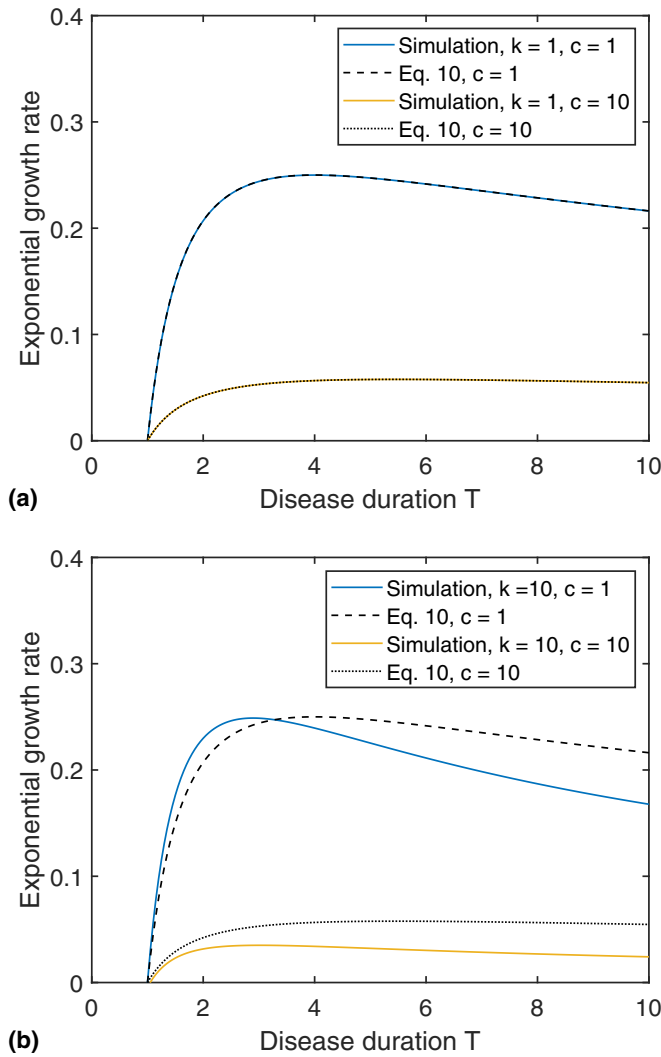 0.4
Simulation, k = 1, c = 1
Eq. 10, c = 1
Simulation, k = 1, c = 10
Eq. 10, c = 10
0.3
0.2
0.1
0
Exponential growth rate
0 2 4 6 8 10
(a) Disease duration T
0.4
Simulation, k =10, c = 1
Eq. 10, c = 1
Simulation, k = 10, c = 10
Eq. 10, c = 10
0.3
0.2
0.1
0
Exponential growth rate
0 2 4 6 8 10
(b) Disease duration T